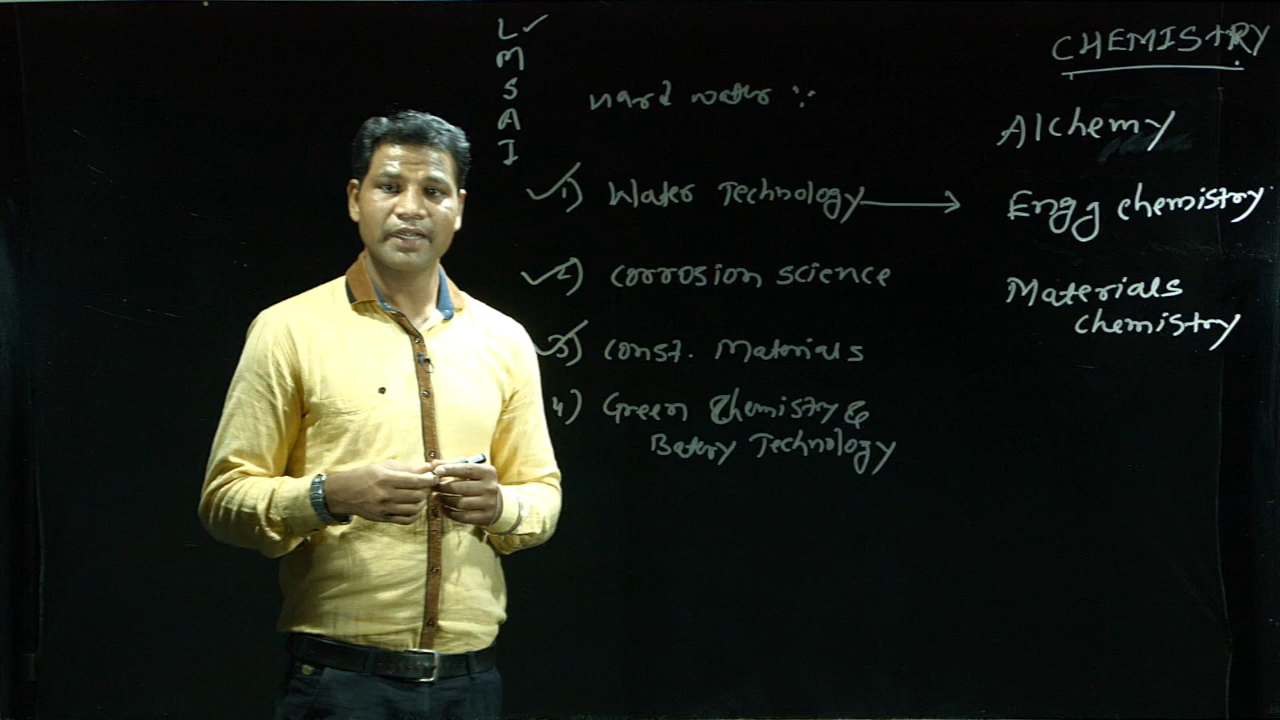 L ✓
M
S
A
I
Hard water :-
1) Water Technology →
2) Corrosion science
3) Const. Materials
4) Green Chemistry &
Battery Technology
CHEMISTRY
Alchemy
Engg chemistry
Materials
chemistry